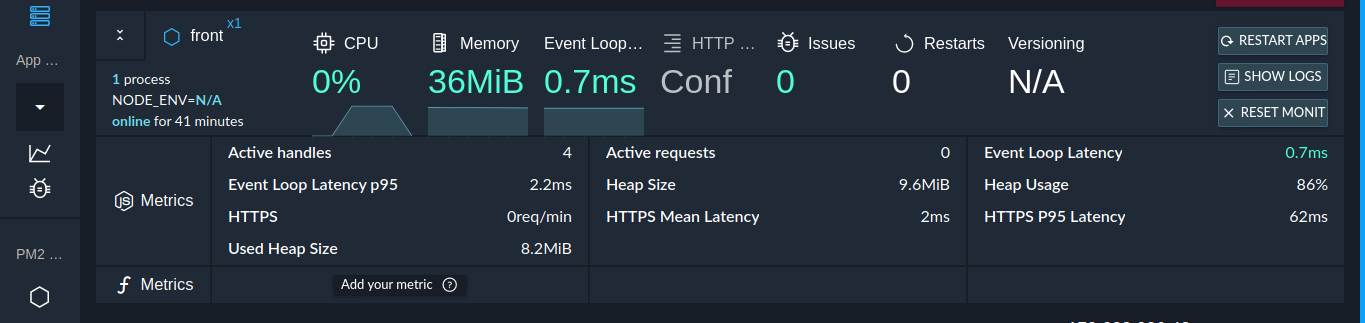 front x1
CPU
Memory
Event Loop...
HTTP ...
Issues
Restarts
Versioning
0%
36MiB
0.7ms
Conf
0
0
N/A
RESTART APPS
SHOW LOGS
RESET MONIT
App ...
1 process
NODE_ENV=N/A
online for 41 minutes
JS Metrics
Active handles 4
Event Loop Latency p95 2.2ms
HTTPS 0req/min
Used Heap Size 8.2MiB
Active requests 0
Heap Size 9.6MiB
HTTPS Mean Latency 2ms
Event Loop Latency 0.7ms
Heap Usage 86%
HTTPS P95 Latency 62ms
PM2 ...
Metrics
Add your metric ?